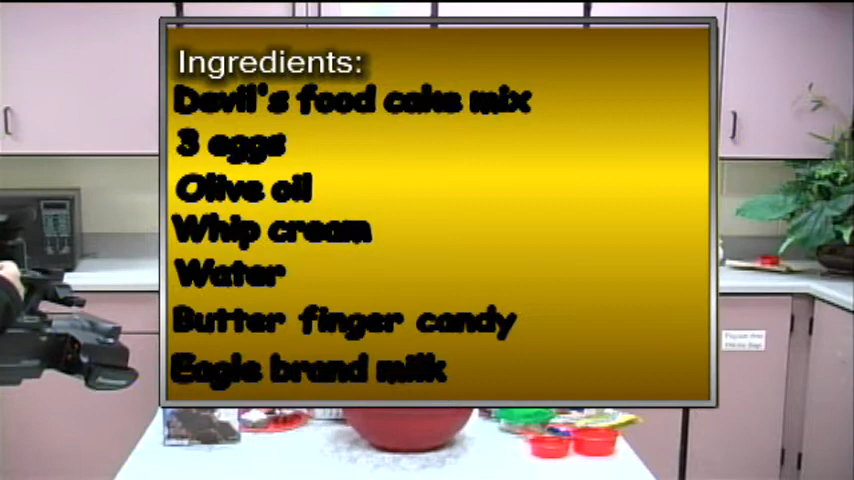 Ingredients:
Devil's food cake mix
3 eggs
Olive oil
Whip cream
Water
Butter finger candy
Eagle brand milk